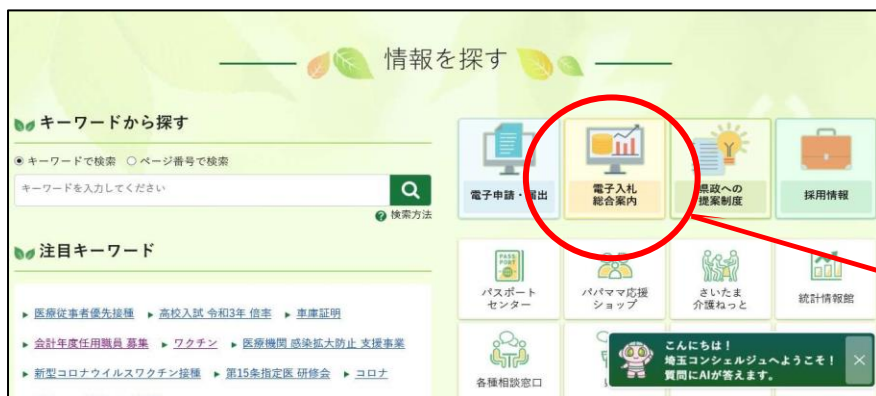 情報を探す
キーワードから探す
キーワードで検索 ページ番号で検索
キーワードを入力してください
検索方法
注目キーワード
医療従事者優先接種 高校入試 令和3年 倍率 車庫証明
会計年度任用職員 募集 ワクチン 医療機関 感染拡大防止 支援事業
新型コロナウイルスワクチン接種 第15条指定医 研修会 コロナ
電子申請・届出
電子入札
総合案内
県政への
提案制度
採用情報
PASS
PORT
パスポート
センター
パパママ応援
ショップ
さいたま
介護ねっと
統計情報館
各種相談窓口
こんにちは！
埼玉コンシェルジュへようこそ！
質問にAIが答えます。